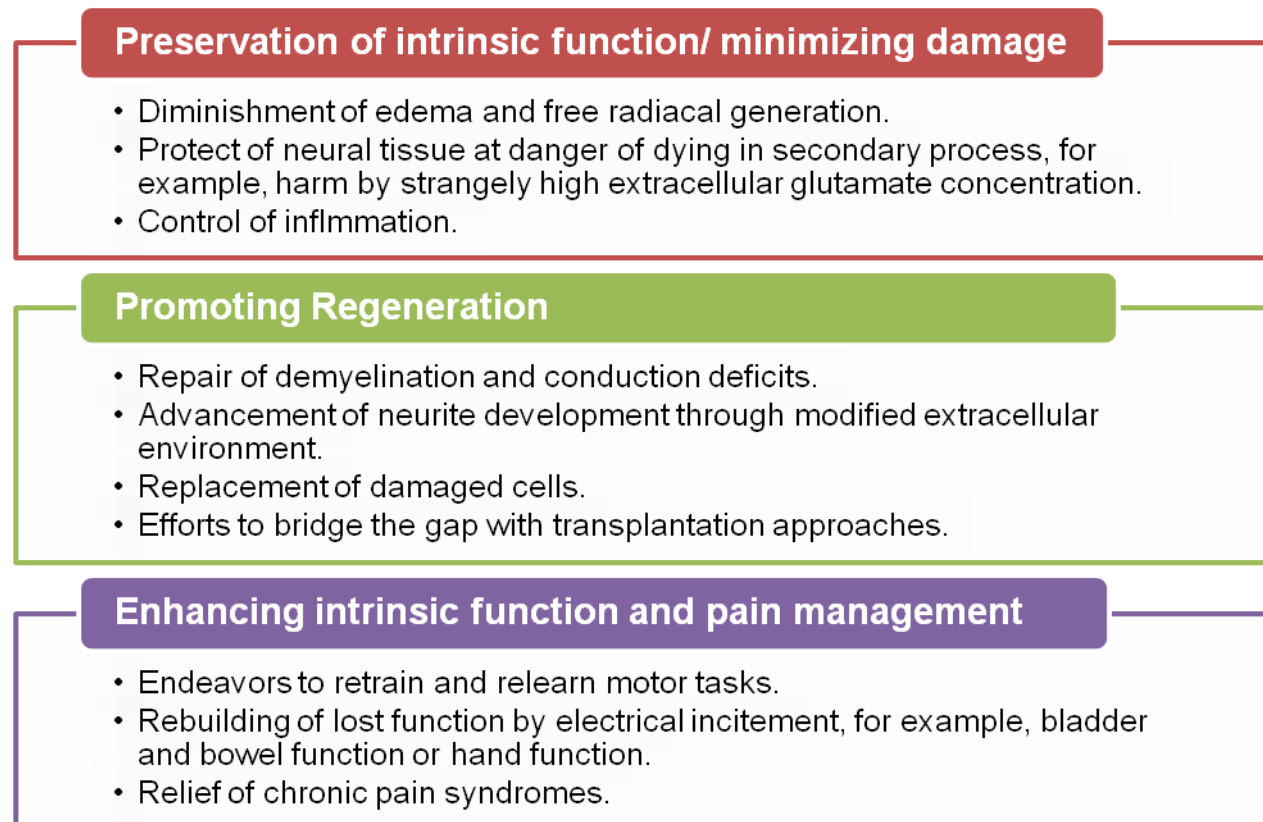 Preservation of intrinsic function/ minimizing damage
• Diminishment of edema and free radiacal generation.
• Protect of neural tissue at danger of dying in secondary process, for
example, harm by strangely high extracellular glutamate concentration.
• Control of inflmmation.
Promoting Regeneration
• Repair of demyelination and conduction deficits.
• Advancement of neurite development through modified extracellular
environment.
• Replacement of damaged cells.
• Efforts to bridge the gap with transplantation approaches.
Enhancing intrinsic function and pain management
• Endeavors to retrain and relearn motor tasks.
• Rebuilding of lost function by electrical incitement, for example, bladder
and bowel function or hand function.
• Relief of chronic pain syndromes.